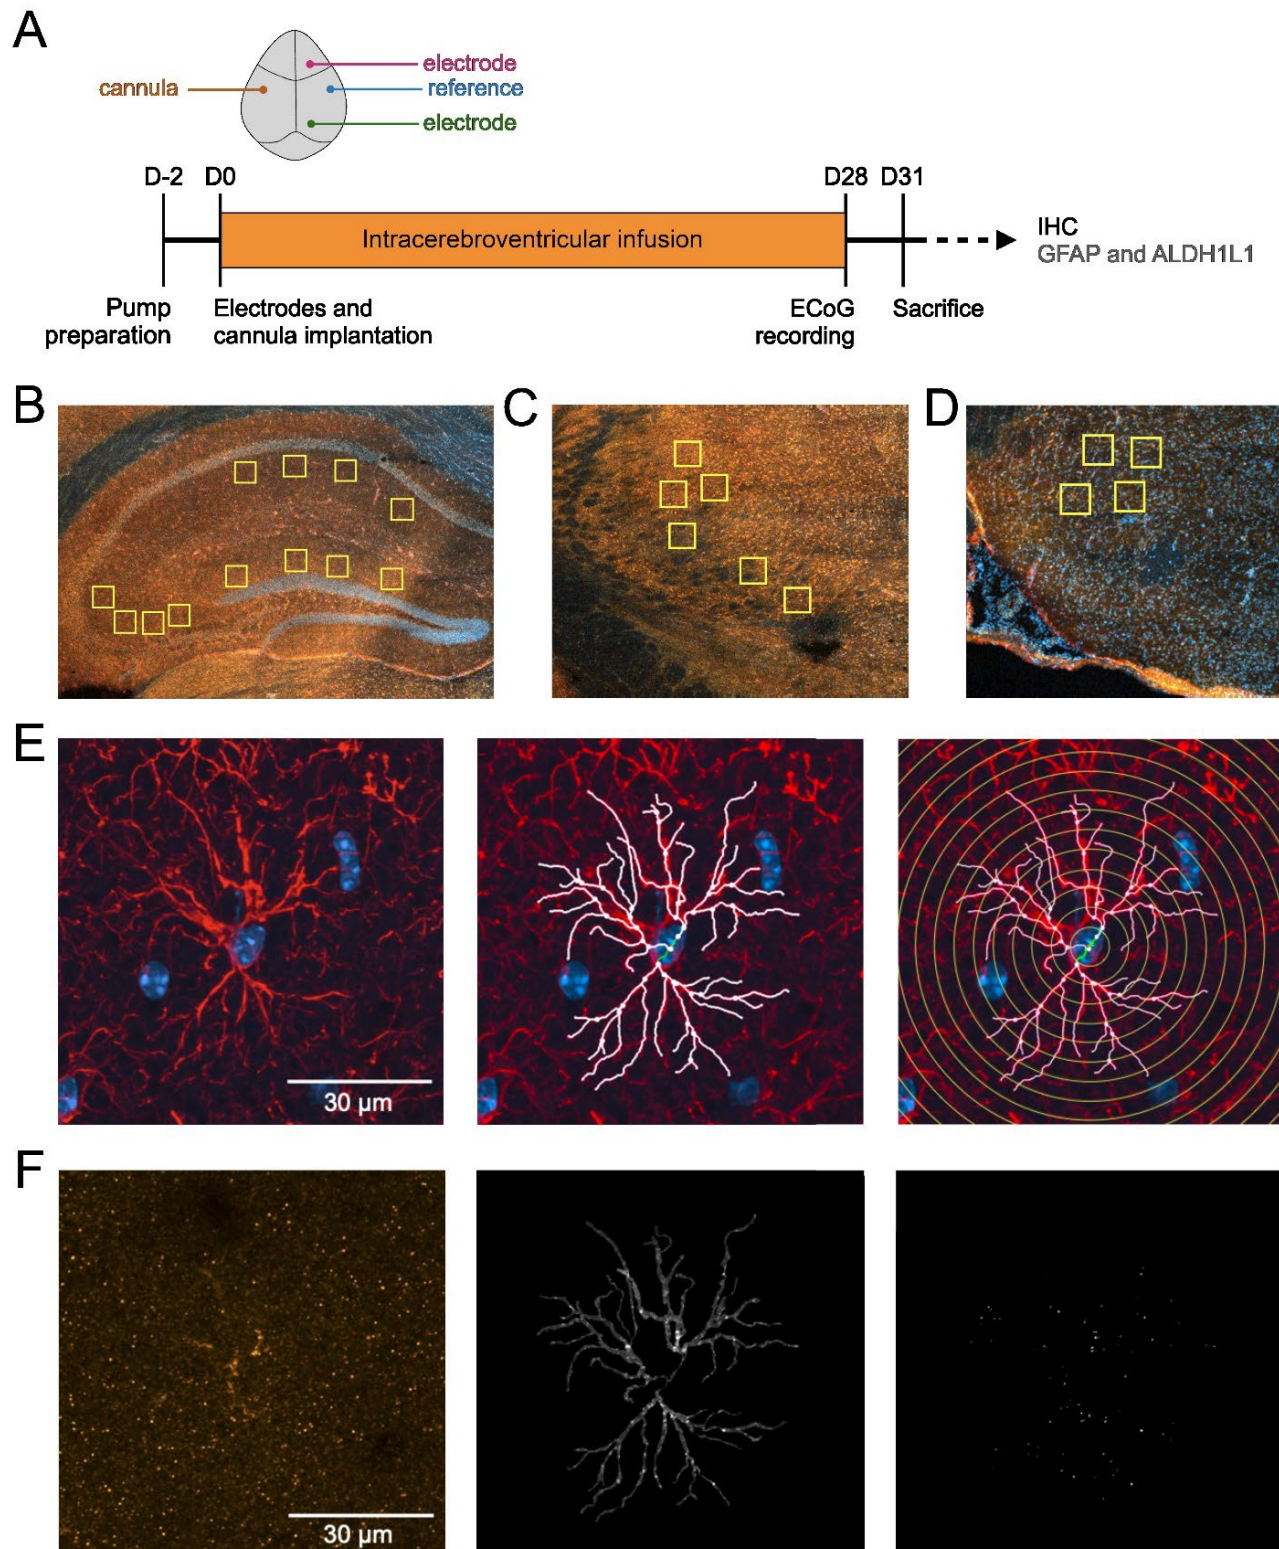 A
cannula
electrode
reference
electrode
D-2 D0 D28 D31
Intracerebroventricular infusion
IHC
GFAP and ALDH1L1
Pump
preparation
Electrodes and
cannula implantation
ECoG
recording
Sacrifice
B
C
D
E
30 µm
F
30 µm